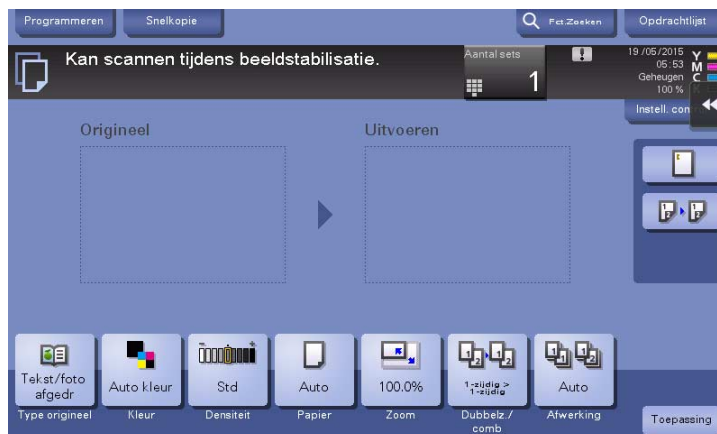 Programmeren
Snelkopie
Fct.Zoeken
Opdrachtlijst
Kan scannen tijdens beeldstabilisatie.
Aantal sets
1
19/05/2015
05:53
Geheugen
100 %
Y
M
C
K
Instell. con
Origineel
Uitvoeren
Tekst/foto
afgedr
Auto kleur
Std
Auto
100.0%
1-zijdig >
1-zijdig
Auto
Type origineel
Kleur
Densiteit
Papier
Zoom
Dubbelz./
comb
Afwerking
Toepassing